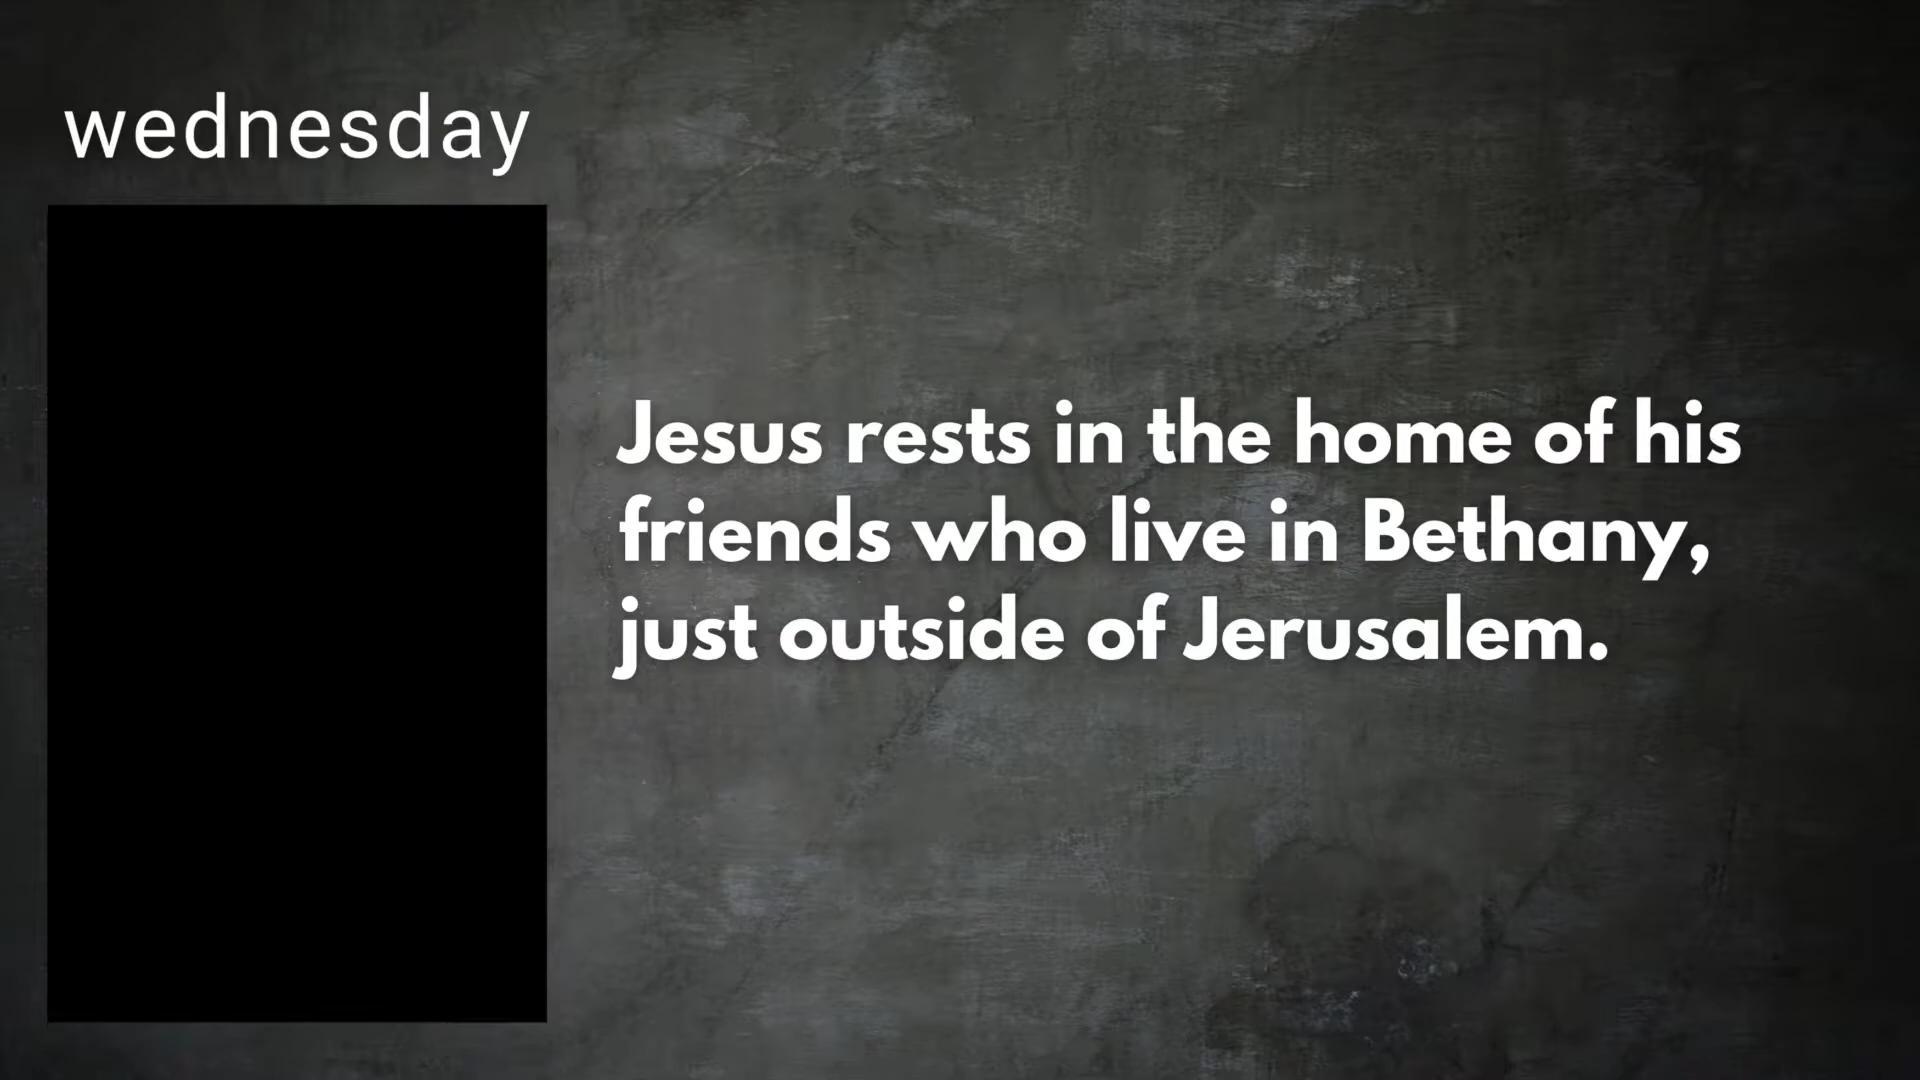 wednesday
Jesus rests in the home of his
friends who live in Bethany,
just outside of Jerusalem.